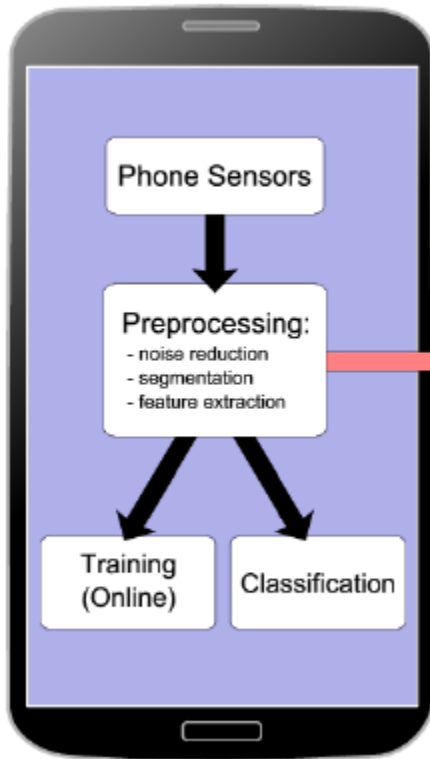 Phone Sensors
Preprocessing:
- noise reduction
- segmentation
- feature extraction
Training
(Online)
Classification